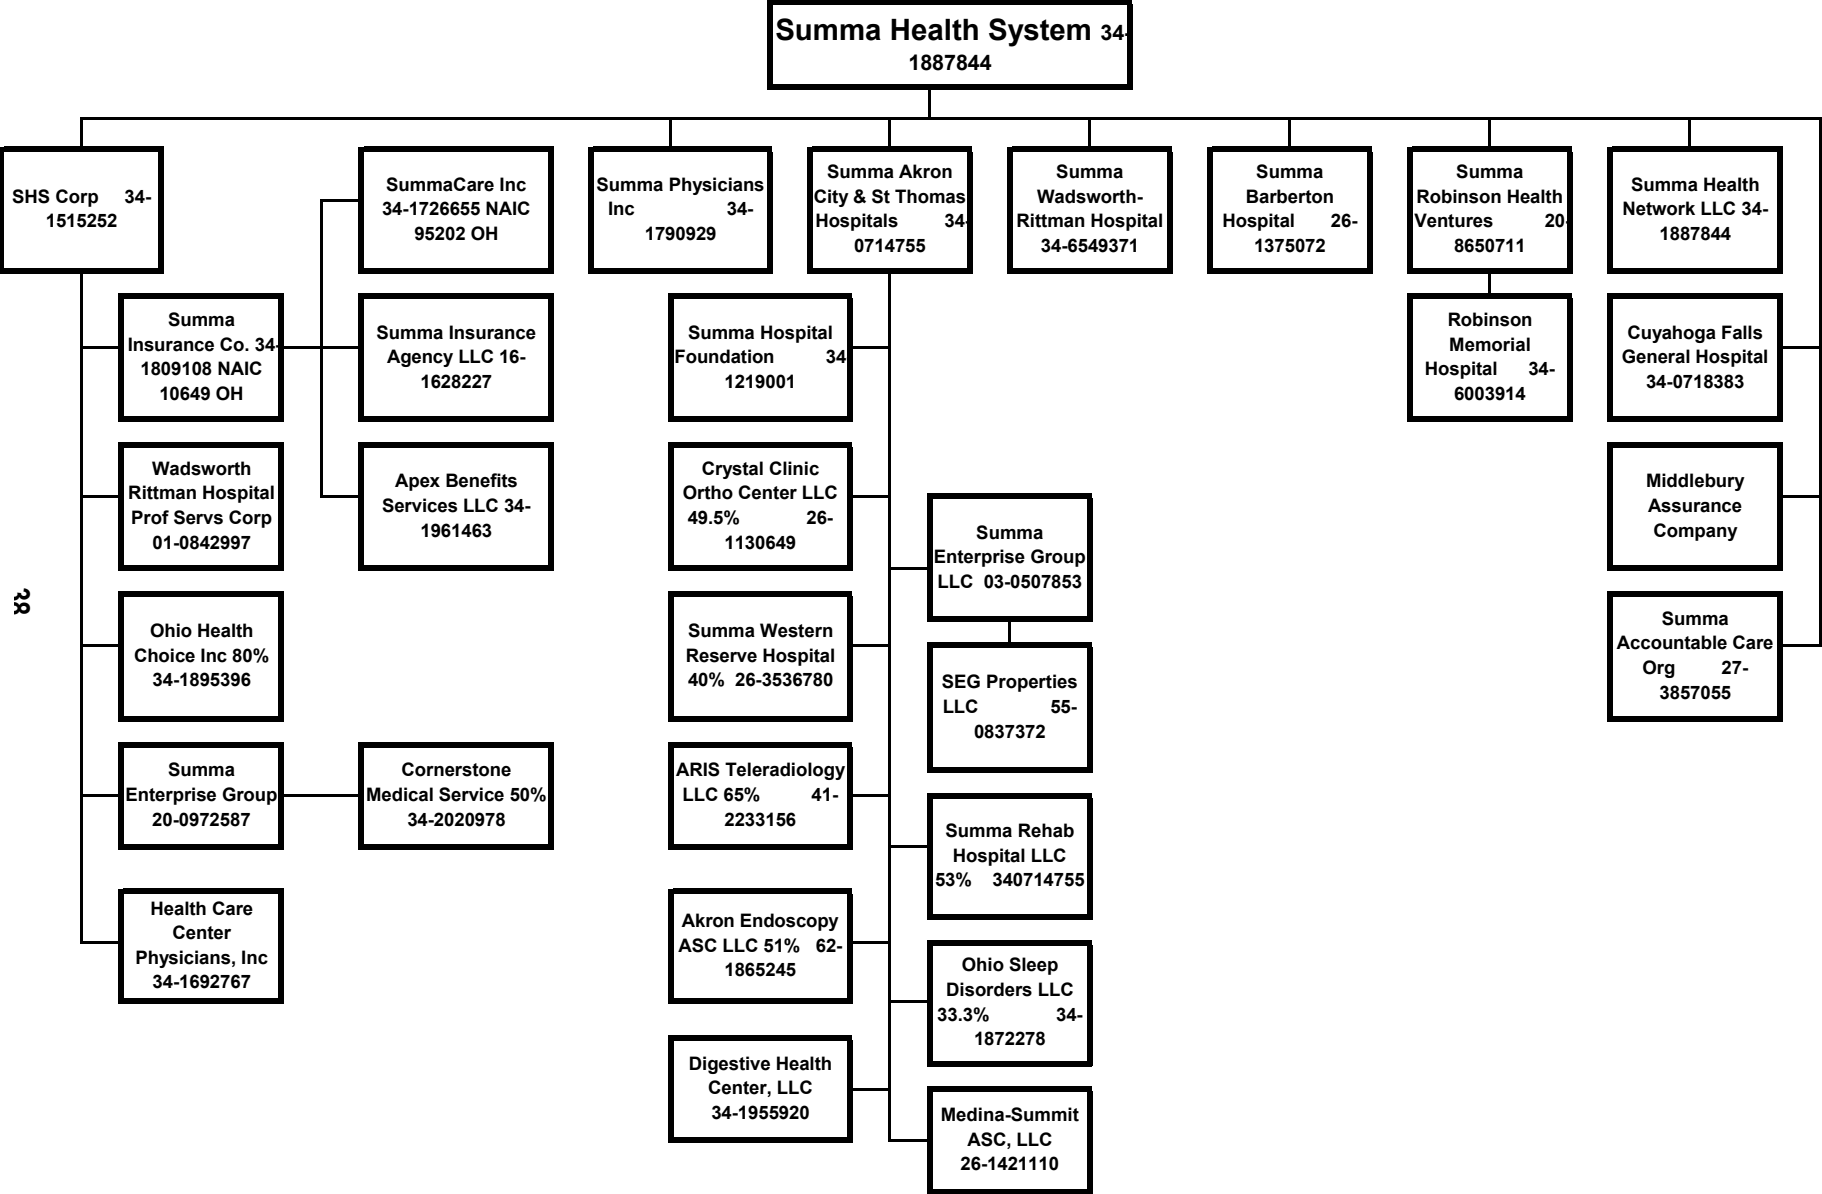 Summa Health System 34-
1887844
SHS Corp 34-
1515252
SummaCare Inc
34-1726655 NAIC
95202 OH
Summa Physicians
Inc 34-
1790929
Summa Akron
City & St Thomas
Hospitals 34-
0714755
Summa
Wadsworth-
Rittman Hospital
34-6549371
Summa
Barberton
Hospital 26-
1375072
Summa
Robinson Health
Ventures 20-
8650711
Summa Health
Network LLC 34-
1887844
Summa
Insurance Co. 34-
1809108 NAIC
10649 OH
Summa Insurance
Agency LLC 16-
1628227
Summa Hospital
Foundation 34
1219001
Robinson
Memorial
Hospital 34-
6003914
Cuyahoga Falls
General Hospital
34-0718383
Wadsworth
Rittman Hospital
Prof Servs Corp
01-0842997
Apex Benefits
Services LLC 34-
1961463
Crystal Clinic
Ortho Center LLC
49.5% 26-
1130649
Summa
Enterprise Group
LLC 03-0507853
Middlebury
Assurance
Company
38
Ohio Health
Choice Inc 80%
34-1895396
Summa Western
Reserve Hospital
40% 26-3536780
SEG Properties
LLC 55-
0837372
Summa
Accountable Care
Org 27-
3857055
Summa
Enterprise Group
20-0972587
Cornerstone
Medical Service 50%
34-2020978
ARIS Teleradiology
LLC 65% 41-
2233156
Summa Rehab
Hospital LLC
53% 340714755
Health Care
Center
Physicians, Inc
34-1692767
Akron Endoscopy
ASC LLC 51% 62-
1865245
Ohio Sleep
Disorders LLC
33.3% 34-
1872278
Digestive Health
Center, LLC
34-1955920
Medina-Summit
ASC, LLC
26-1421110